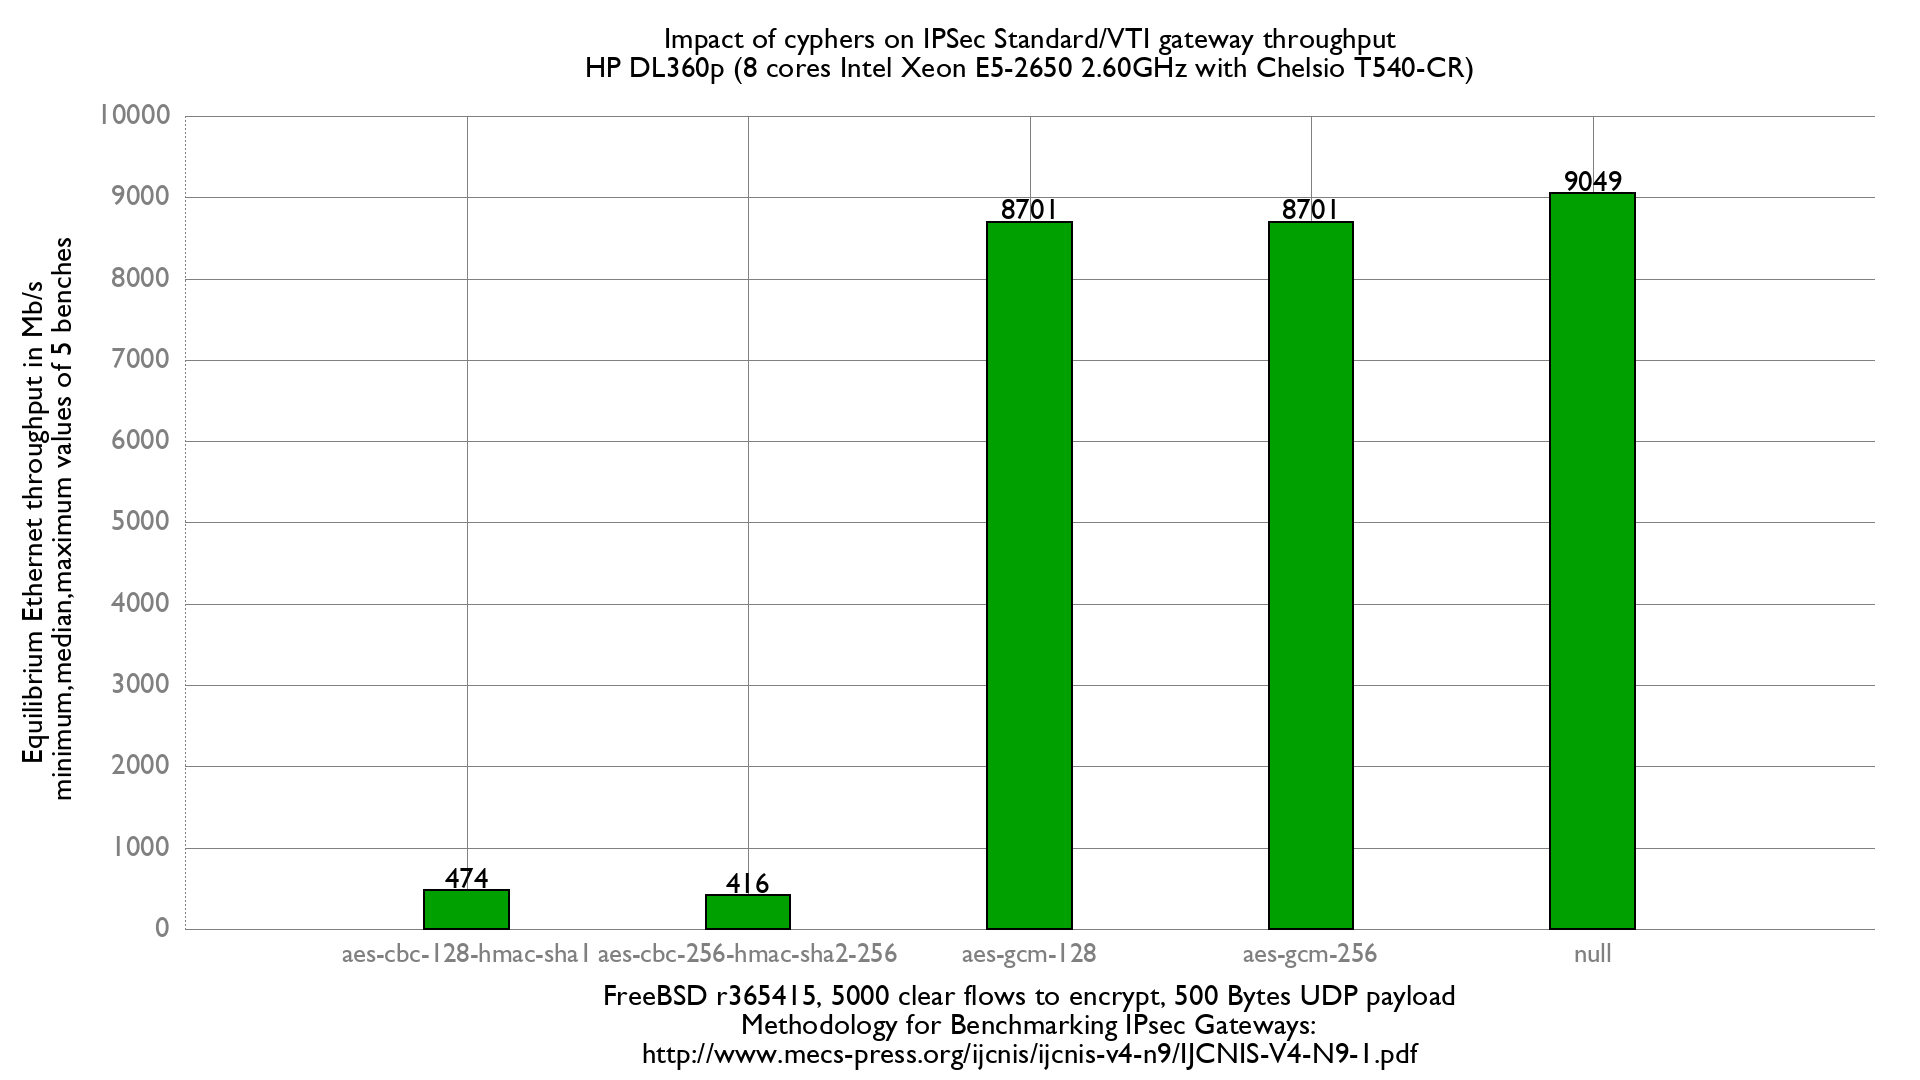 Impact of cyphers on IPSec Standard/VTI gateway throughput
HP DL360p (8 cores Intel Xeon E5-2650 2.60GHz with Chelsio T540-CR)
Equilibrium Ethernet throughput in Mb/s
minimum,median,maximum values of 5 benches
10000
9000
8000
7000
6000
5000
4000
3000
2000
1000
0
474
416
8701
8701
9049
aes-cbc-128-hmac-sha1
aes-cbc-256-hmac-sha2-256
aes-gcm-128
aes-gcm-256
null
FreeBSD r365415, 5000 clear flows to encrypt, 500 Bytes UDP payload
Methodology for Benchmarking IPsec Gateways:
http://www.mecs-press.org/ijcnis/ijcnis-v4-n9/IJCNIS-V4-N9-1.pdf